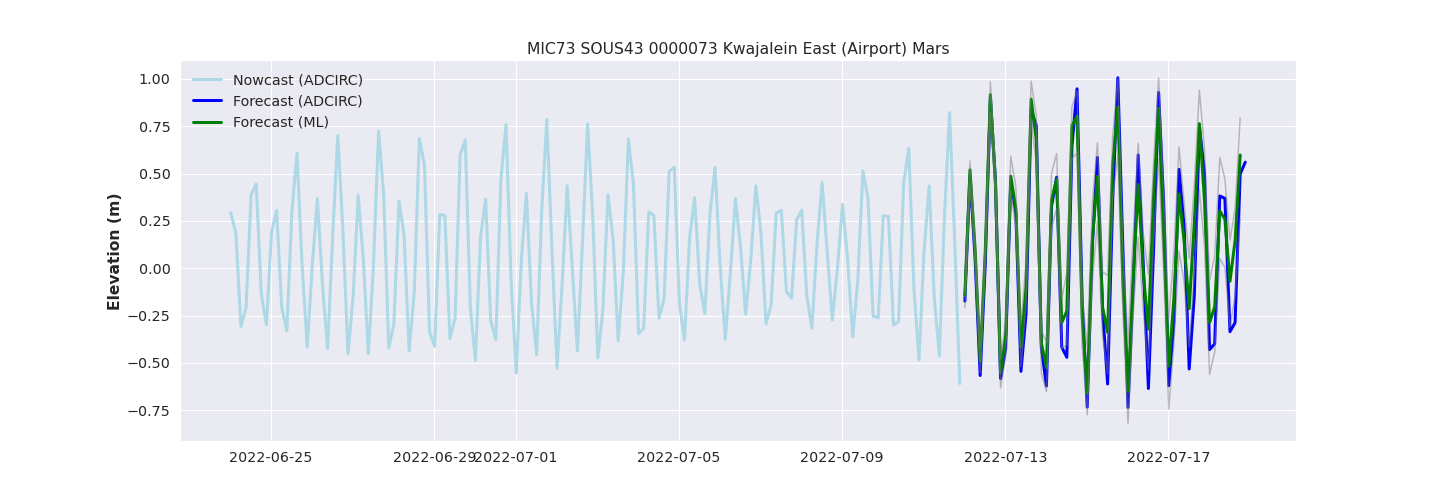 MIC73 SOUS43 0000073 Kwajalein East (Airport) Mars
Nowcast (ADCIRC)
Forecast (ADCIRC)
Forecast (ML)
Elevation (m)
1.00
0.75
0.50
0.25
0.00
−0.25
−0.50
−0.75
2022-06-25 2022-06-29 2022-07-01 2022-07-05 2022-07-09 2022-07-13 2022-07-17